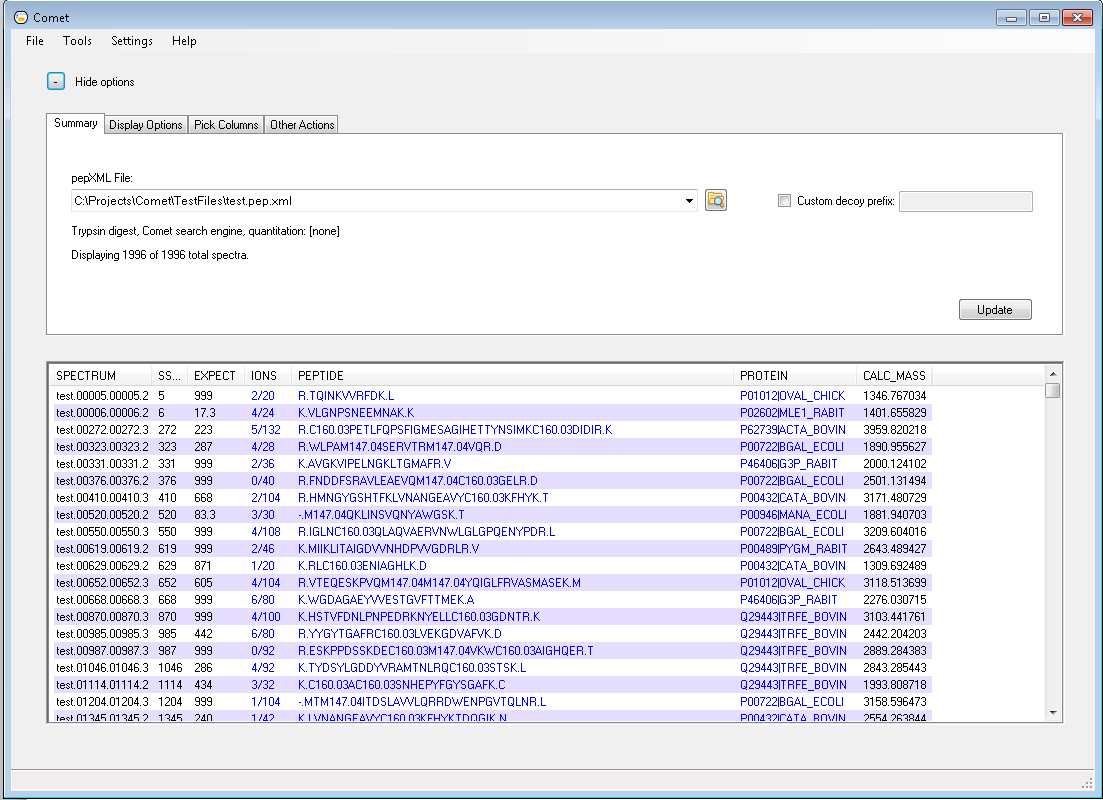 Comet
File Tools Settings Help
- Hide options
Summary Display Options Pick Columns Other Actions
pepXML File:
C:\Projects\Comet\TestFiles\test.pep.xml Custom decoy prefix:
Trypsin digest, Comet search engine, quantitation: [none]
Displaying 1996 of 1996 total spectra.
Update
SPECTRUM SS... EXPECT IONS PEPTIDE PROTEIN CALC_MASS
test.00005.00005.2 5 999 2/20 R.TQINKVVRFDK.L P01012|OVAL_CHICK 1346.767034
test.00006.00006.2 6 17.3 4/24 K.VLGNPSNEEMNAK.K P02602|MLE1_RABIT 1401.655829
test.00272.00272.3 272 223 5/132 R.C160.03PETLFQPSFIGMESAGIHETTYNSIMKC160.03DIDIR.K P62739|ACTA_BOVIN 3959.820218
test.00323.00323.2 323 287 4/28 R.WLPAM147.04SERVTRM147.04VQR.D P00722|BGAL_ECOLI 1890.955627
test.00331.00331.2 331 999 2/36 K.AVGKVIPELNGKLTGMAFR.V P46406|G3P_RABIT 2000.124102
test.00376.00376.2 376 999 0/40 R.FNDDFSRAVLEAEVQM147.04C160.03GELR.D P00722|BGAL_ECOLI 2501.131494
test.00410.00410.3 410 668 2/104 R.HMNGYGSHTFKLVNANGEAVYC160.03KFHYK.T P00432|CATA_BOVIN 3171.480729
test.00520.00520.2 520 83.3 3/30 -.M147.04QKLINSVQNYAWGSK.T P00946|MANA_ECOLI 1881.940703
test.00550.00550.3 550 999 4/108 R.IGLNC160.03QLAQVAERVNWLGLGPQENYPDR.L P00722|BGAL_ECOLI 3209.604016
test.00619.00619.2 619 999 2/46 K.MIIKLITAIGDVVNHDPVVGDRLR.V P00489|PYGM_RABIT 2643.489427
test.00629.00629.2 629 871 1/20 K.RLC160.03ENIAGHLK.D P00432|CATA_BOVIN 1309.692489
test.00652.00652.3 652 605 4/104 R.VTEQESKPVQM147.04M147.04YQIGLFRVASMASEK.M P01012|OVAL_CHICK 3118.513699
test.00668.00668.3 668 999 6/80 K.WGDAGAEYVVESTGVFTTMEK.A P46406|G3P_RABIT 2276.030715
test.00870.00870.3 870 999 4/100 K.HSTVFDNLPNPEDRKNYELLC160.03GDNTR.K Q29443|TRFE_BOVIN 3103.441761
test.00985.00985.3 985 442 6/80 R.YYGYTGAFRC160.03LVEKGDVAFVK.D Q29443|TRFE_BOVIN 2442.204203
test.00987.00987.3 987 999 0/92 R.ESKPPDSSKDEC160.03M147.04VKWC160.03AIGHQER.T Q29443|TRFE_BOVIN 2889.284383
test.01046.01046.3 1046 286 4/92 K.TYDSYLGDDYVRAMTNLRQC160.03STSK.L Q29443|TRFE_BOVIN 2843.285443
test.01114.01114.2 1114 434 3/32 K.C160.03AC160.03SNHEPYFGYSGAFK.C Q29443|TRFE_BOVIN 1993.808718
test.01204.01204.3 1204 999 1/104 -.MTM147.04ITDSLAVVLQRRDWENPGVTQLNR.L P00722|BGAL_ECOLI 3158.596473
test.01345.01345.2 1345 240 1/42 K.LVNANGEAVYC160.03KFHYKTDQGIK.N P00432|CATA_BOVIN 2554.263844